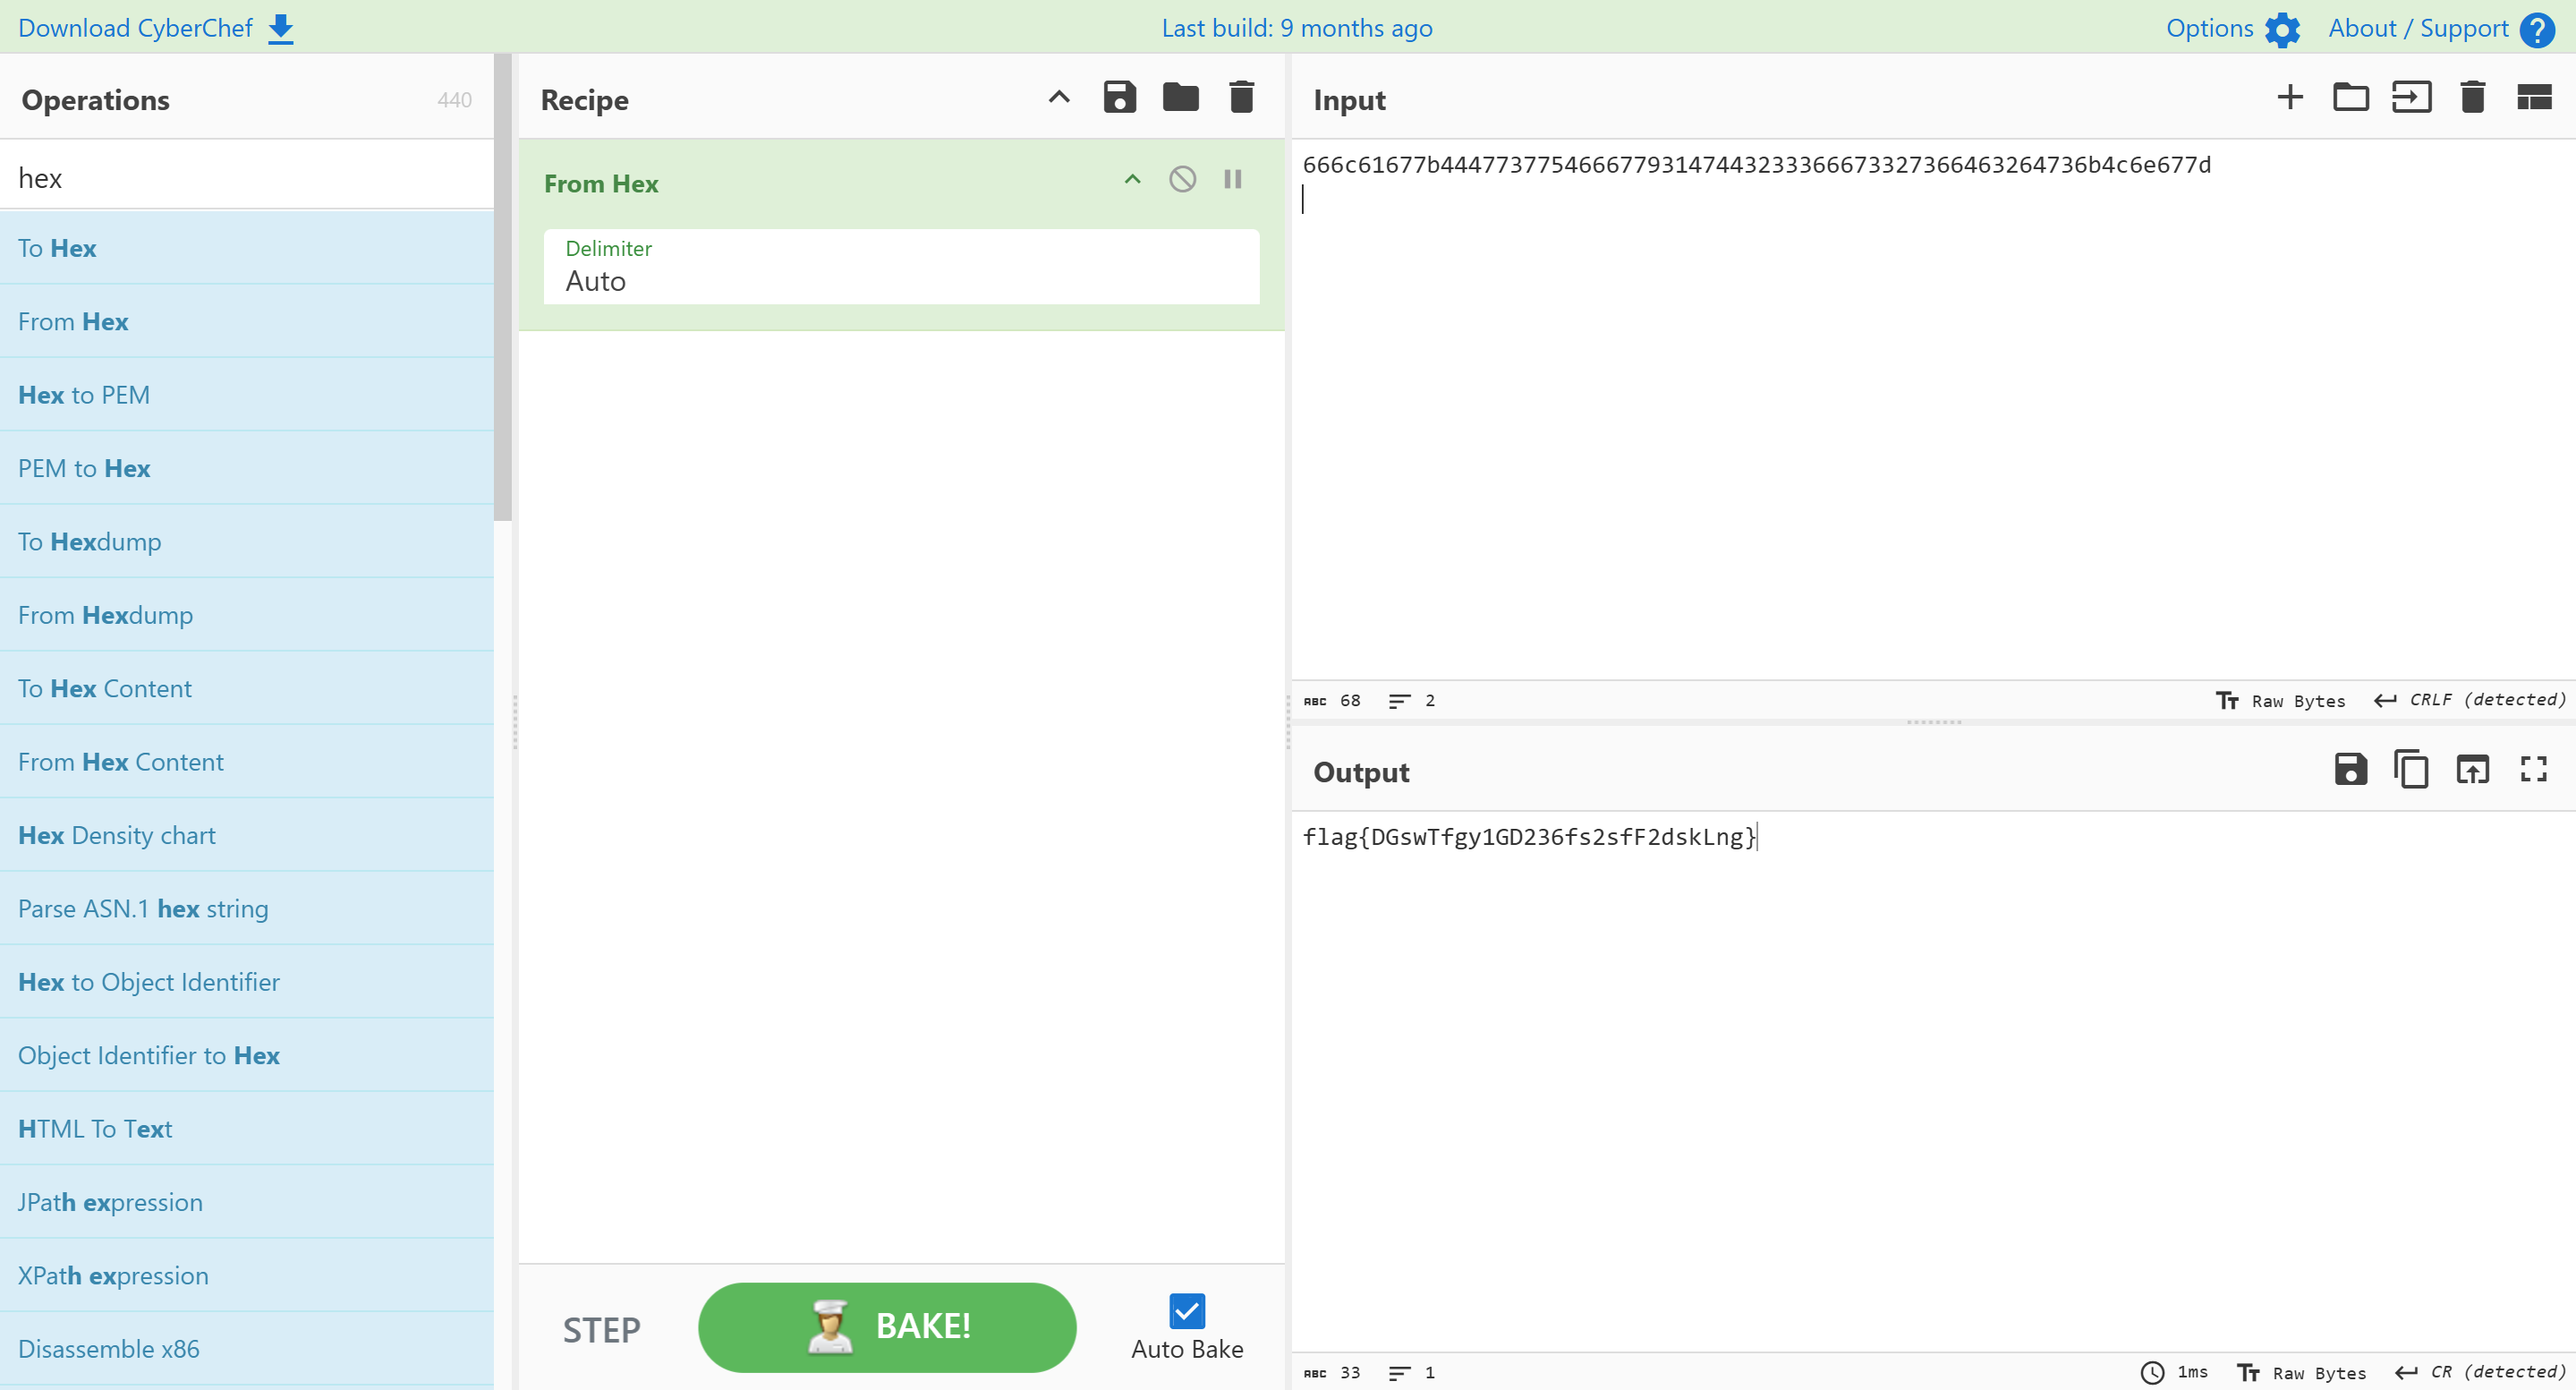 Download CyberChef
Last build: 9 months ago
Options
About / Support
Operations
440
hex
To Hex
From Hex
Hex to PEM
PEM to Hex
To Hexdump
From Hexdump
To Hex Content
From Hex Content
Hex Density chart
Parse ASN.1 hex string
Hex to Object Identifier
Object Identifier to Hex
HTML To Text
JPath expression
XPath expression
Disassemble x86
Recipe
From Hex
Delimiter
Auto
STEP
BAKE!
Auto Bake
Input
666c61677b44477377546667793147443233366673327366463264736b4c6e677d
ABC 68 2
Raw Bytes
CRLF (detected)
Output
flag{DGswTfgy1GD236fs2sfF2dskLng}
ABC 33 1
1ms
Raw Bytes
CR (detected)